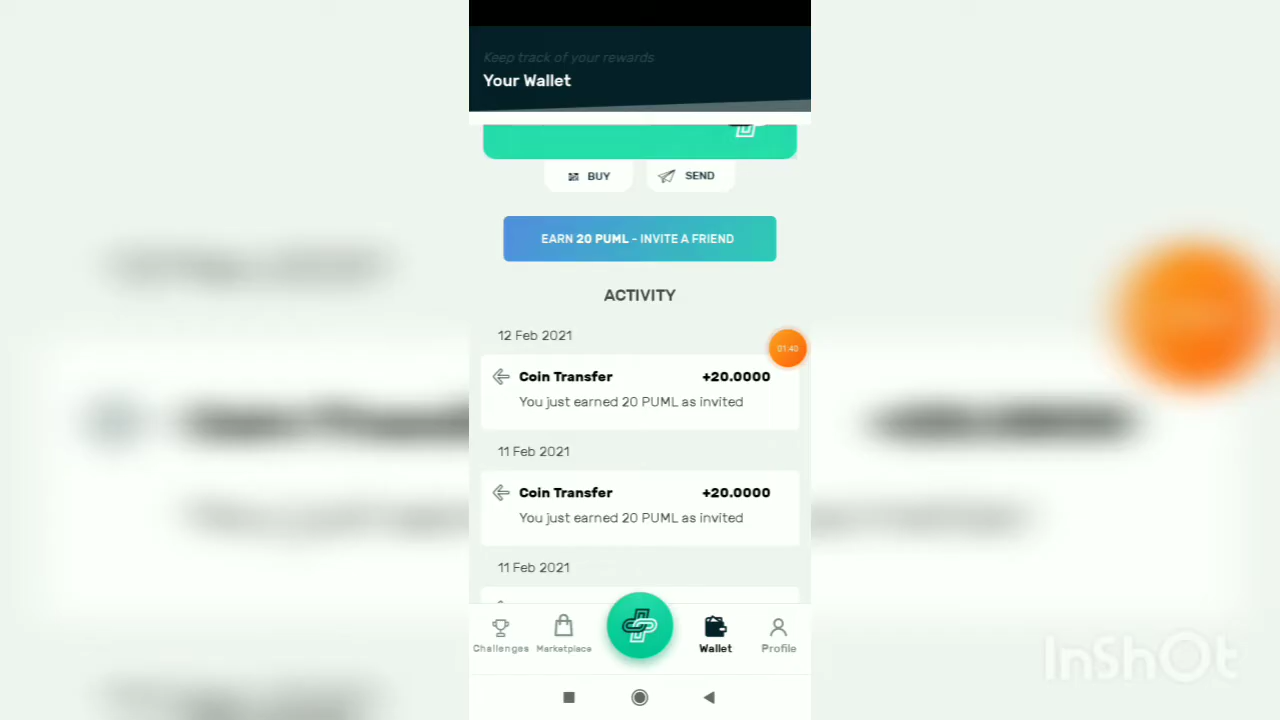 Keep track of your rewards
Your Wallet
BUY
SEND
EARN 20 PUML - INVITE A FRIEND
ACTIVITY
12 Feb 2021
01:40
Coin Transfer +20.0000
You just earned 20 PUML as invited
11 Feb 2021
Coin Transfer +20.0000
You just earned 20 PUML as invited
11 Feb 2021
Challenges Marketplace Wallet Profile
InShOt